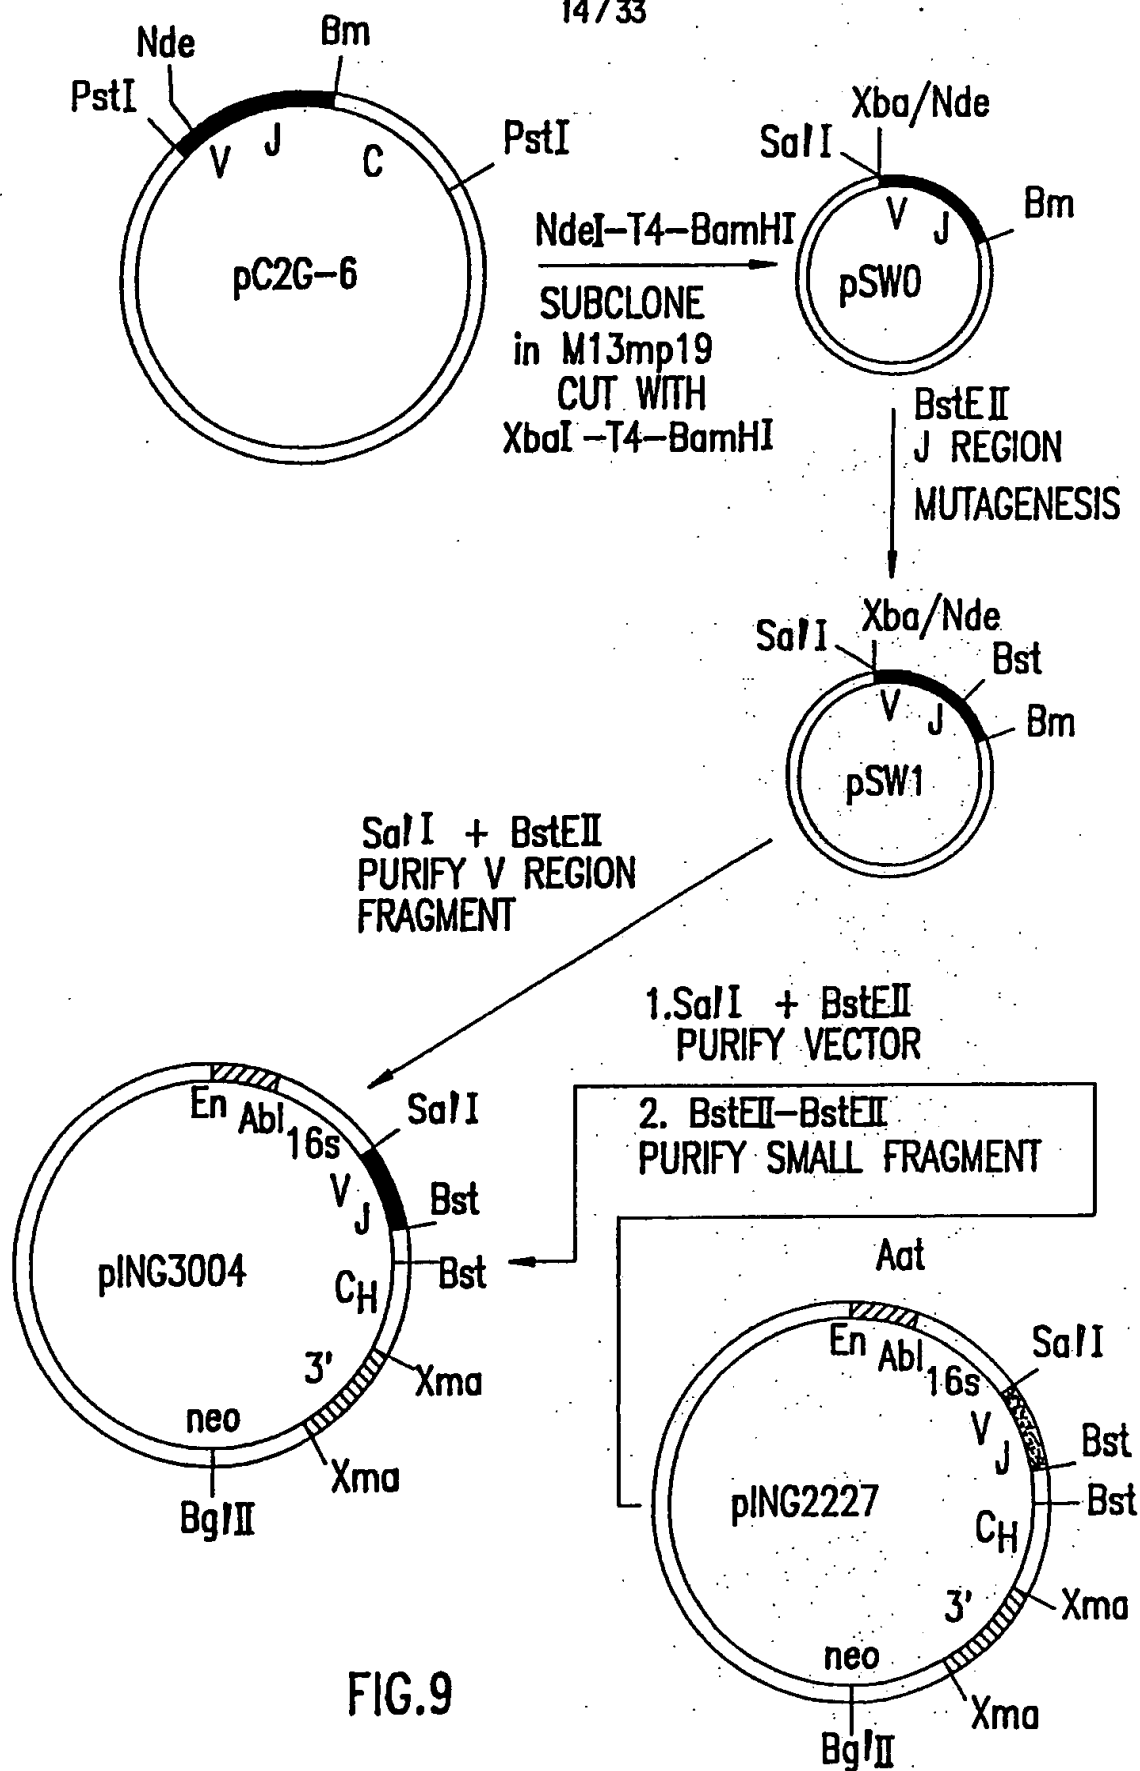 14/33
Nde
Bm
PstI
V
J
C
PstI
pC2G-6
NdeI-T4-BamHI
SUBCLONE
in M13mp19
CUT WITH
XbaI-T4-BamHI
Xba/Nde
SalI
V
J
Bm
pSW0
BstEII
J REGION
MUTAGENESIS
Xba/Nde
SalI
Bst
V
J
Bm
pSW1
SalI + BstEII
PURIFY V REGION
FRAGMENT
1.SalI + BstEII
PURIFY VECTOR
2. BstEII-BstEII
PURIFY SMALL FRAGMENT
En
Abl
16s
SalI
V
J
Bst
Bst
pING3004
CH
3'
Xma
neo
Xma
BglII
Aat
En
Abl
16s
SalI
V
J
Bst
Bst
pING2227
CH
3'
Xma
neo
Xma
BglII
FIG.9